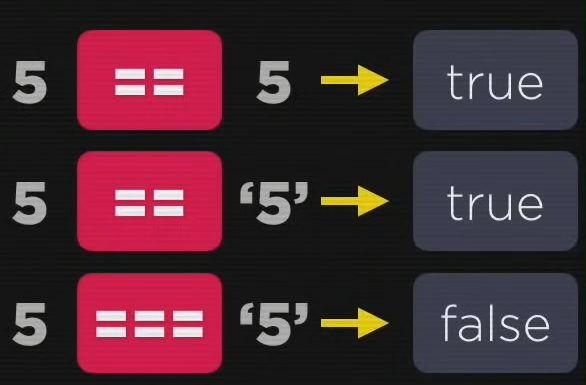 5 == 5 true
5 == ‘5’ true
5 === ‘5’ false